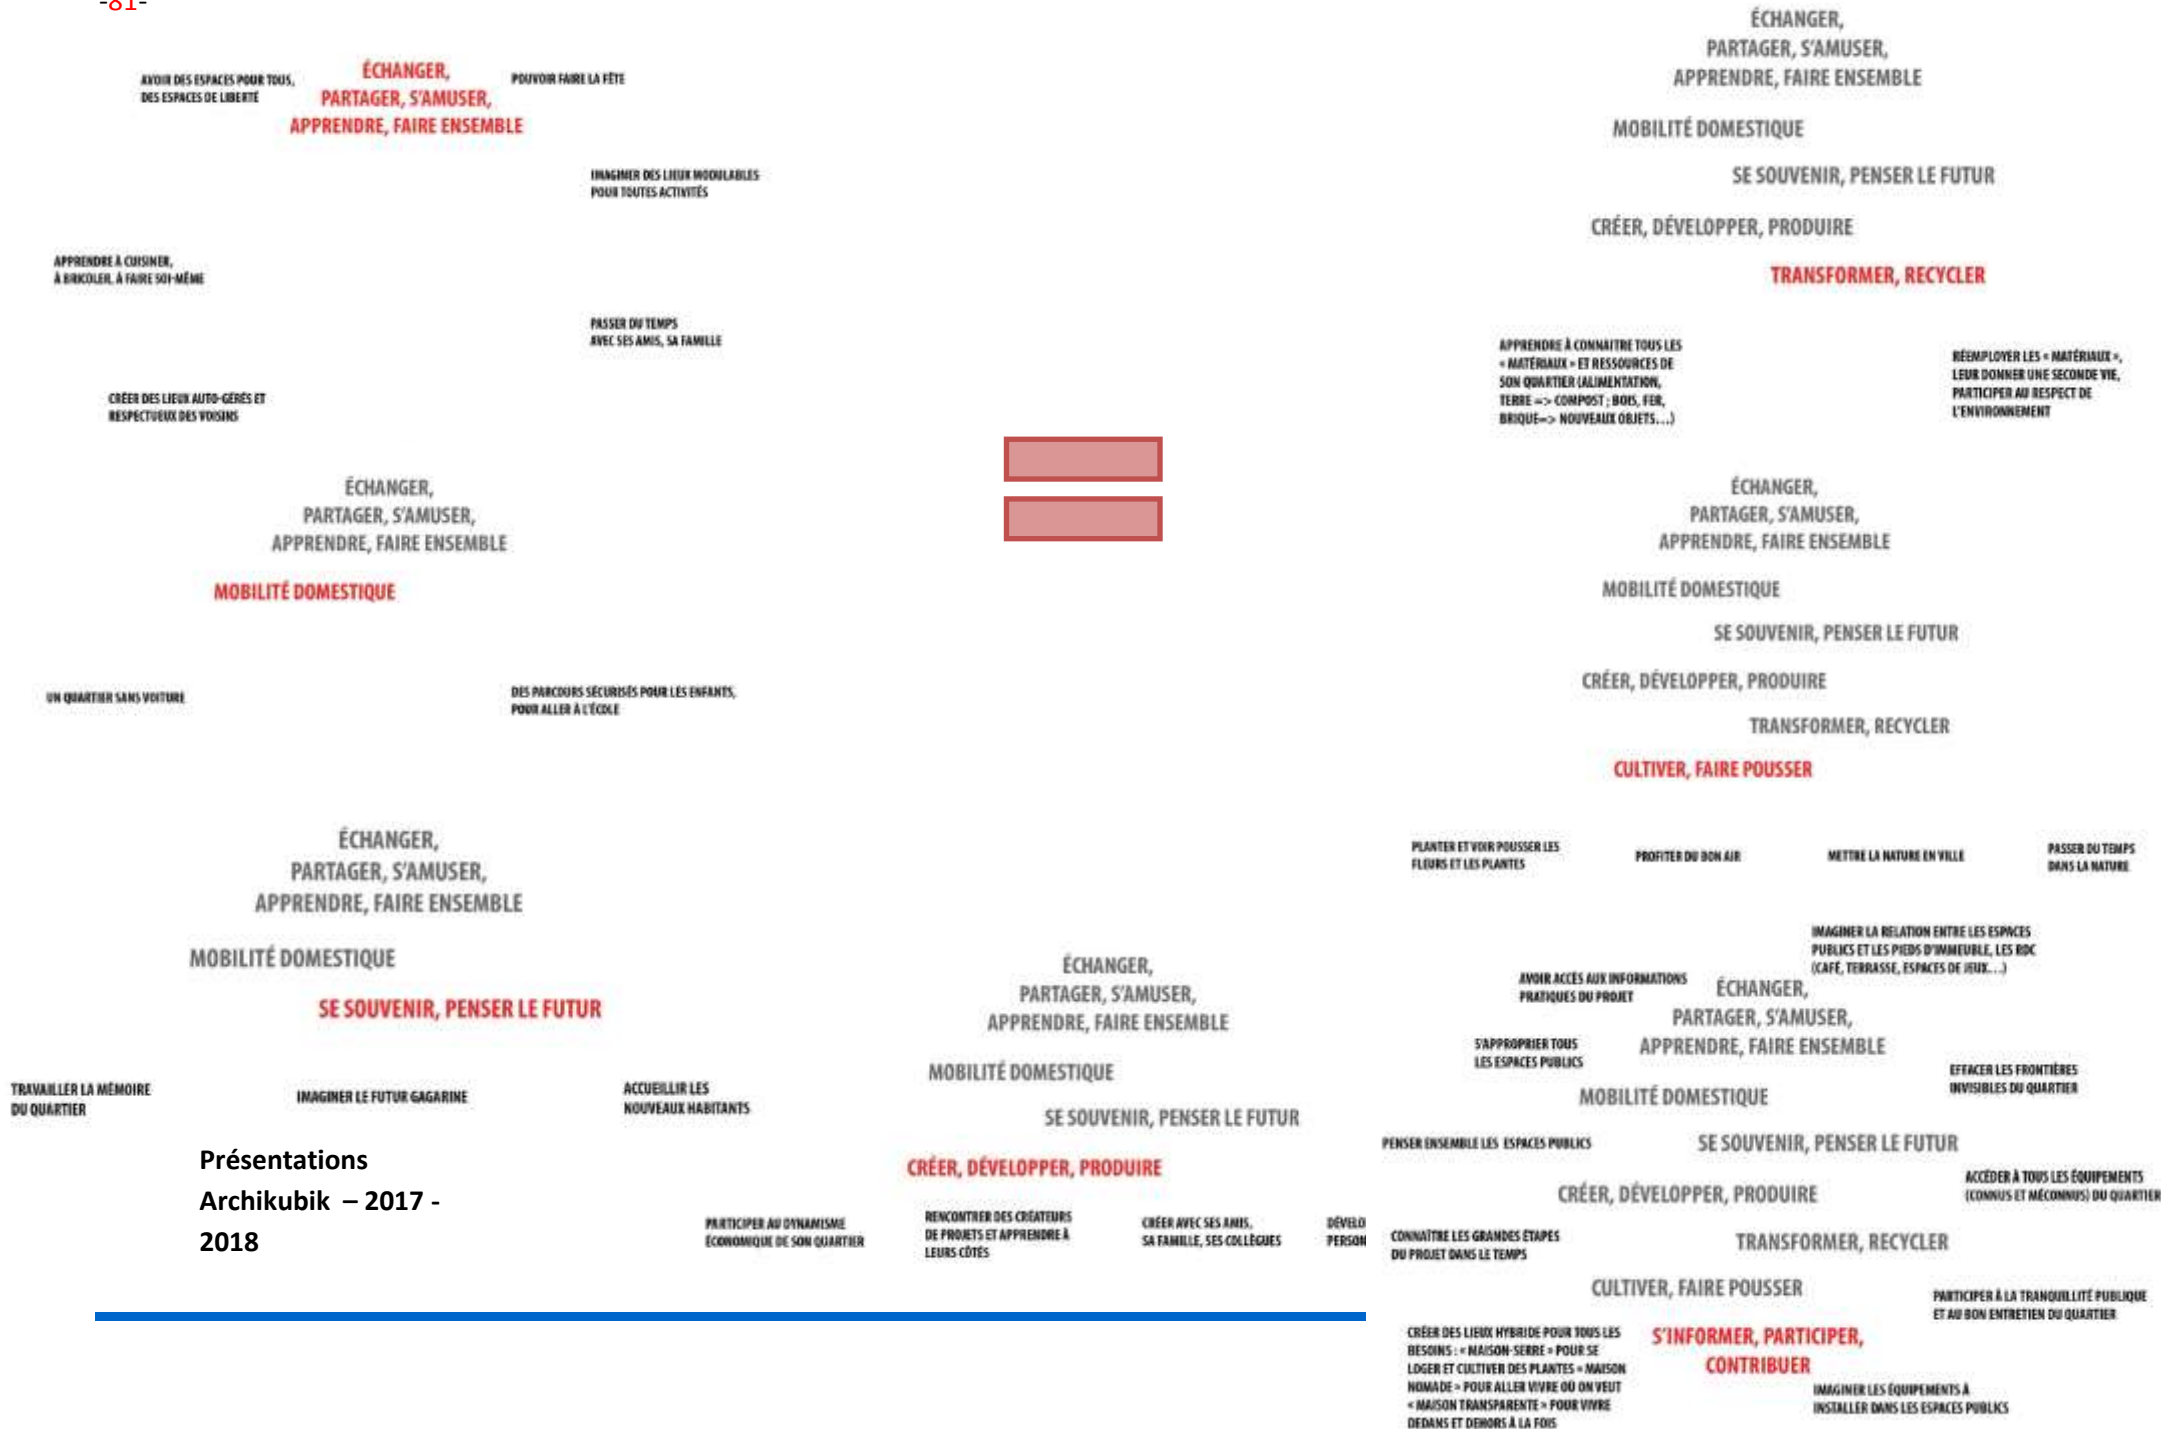 -81-
ÉCHANGER,
PARTAGER, S'AMUSER,
APPRENDRE, FAIRE ENSEMBLE
AVOIR DES ESPACES POUR TOUS,
DES ESPACES DE LIBERTÉ
POUVOIR FAIRE LA FÊTE
IMAGINER DES LIEUX MODULABLES
POUR TOUTES ACTIVITÉS
APPRENDRE À CUISINER,
À BRICOLER, À FAIRE SOI-MÊME
PASSER DU TEMPS
AVEC SES AMIS, SA FAMILLE
CRÉER DES LIEUX AUTO-GÉRÉS ET
RESPECTUEUX DES VOISINS
ÉCHANGER,
PARTAGER, S'AMUSER,
APPRENDRE, FAIRE ENSEMBLE
MOBILITÉ DOMESTIQUE
UN QUARTIER SANS VOITURE
DES PARCOURS SÉCURISÉS POUR LES ENFANTS,
POUR ALLER À L'ÉCOLE
ÉCHANGER,
PARTAGER, S'AMUSER,
APPRENDRE, FAIRE ENSEMBLE
MOBILITÉ DOMESTIQUE
SE SOUVENIR, PENSER LE FUTUR
TRAVAILLER LA MÉMOIRE
DU QUARTIER
IMAGINER LE FUTUR GAGARINE
ACCUEILLIR LES
NOUVEAUX HABITANTS
Présentations
Archikubik – 2017 -
2018
ÉCHANGER,
PARTAGER, S'AMUSER,
APPRENDRE, FAIRE ENSEMBLE
MOBILITÉ DOMESTIQUE
SE SOUVENIR, PENSER LE FUTUR
CRÉER, DÉVELOPPER, PRODUIRE
PARTICIPER AU DYNAMISME
ÉCONOMIQUE DE SON QUARTIER
RENCONTRER DES CRÉATEURS
DE PROJETS ET APPRENDRE À
LEURS CÔTÉS
CRÉER AVEC SES AMIS,
SA FAMILLE, SES COLLÈGUES
DÉVELO
PERSON
ÉCHANGER,
PARTAGER, S'AMUSER,
APPRENDRE, FAIRE ENSEMBLE
MOBILITÉ DOMESTIQUE
SE SOUVENIR, PENSER LE FUTUR
CRÉER, DÉVELOPPER, PRODUIRE
TRANSFORMER, RECYCLER
APPRENDRE À CONNAITRE TOUS LES
« MATÉRIAUX » ET RESSOURCES DE
SON QUARTIER (ALIMENTATION,
TERRE => COMPOST ; BOIS, FER,
BRIQUE=> NOUVEAUX OBJETS...)
RÉEMPLOYER LES « MATÉRIAUX »,
LEUR DONNER UNE SECONDE VIE,
PARTICIPER AU RESPECT DE
L'ENVIRONNEMENT
ÉCHANGER,
PARTAGER, S'AMUSER,
APPRENDRE, FAIRE ENSEMBLE
MOBILITÉ DOMESTIQUE
SE SOUVENIR, PENSER LE FUTUR
CRÉER, DÉVELOPPER, PRODUIRE
TRANSFORMER, RECYCLER
CULTIVER, FAIRE POUSSER
PLANTER ET VOIR POUSSER LES
FLEURS ET LES PLANTES
PROFITER DU BON AIR
METTRE LA NATURE EN VILLE
PASSER DU TEMPS
DANS LA NATURE
IMAGINER LA RELATION ENTRE LES ESPACES
PUBLICS ET LES PIEDS D'IMMEUBLE, LES RDC
(CAFÉ, TERRASSE, ESPACES DE JEUX...)
AVOIR ACCÈS AUX INFORMATIONS
PRATIQUES DU PROJET
ÉCHANGER,
PARTAGER, S'AMUSER,
APPRENDRE, FAIRE ENSEMBLE
S'APPROPRIER TOUS
LES ESPACES PUBLICS
EFFACER LES FRONTIÈRES
INVISIBLES DU QUARTIER
MOBILITÉ DOMESTIQUE
PENSER ENSEMBLE LES ESPACES PUBLICS
SE SOUVENIR, PENSER LE FUTUR
ACCÉDER À TOUS LES ÉQUIPEMENTS
(CONNUS ET MÉCONNUS) DU QUARTIER
CRÉER, DÉVELOPPER, PRODUIRE
CONNAÎTRE LES GRANDES ÉTAPES
DU PROJET DANS LE TEMPS
TRANSFORMER, RECYCLER
CULTIVER, FAIRE POUSSER
PARTICIPER À LA TRANQUILLITÉ PUBLIQUE
ET AU BON ENTRETIEN DU QUARTIER
S'INFORMER, PARTICIPER,
CONTRIBUER
CRÉER DES LIEUX HYBRIDE POUR TOUS LES
BESOINS : « MAISON-SERRE » POUR SE
LOGER ET CULTIVER DES PLANTES « MAISON
NOMADE » POUR ALLER VIVRE OÙ ON VEUT
« MAISON TRANSPARENTE » POUR VIVRE
DEDANS ET DEHORS À LA FOIS
IMAGINER LES ÉQUIPEMENTS À
INSTALLER DANS LES ESPACES PUBLICS